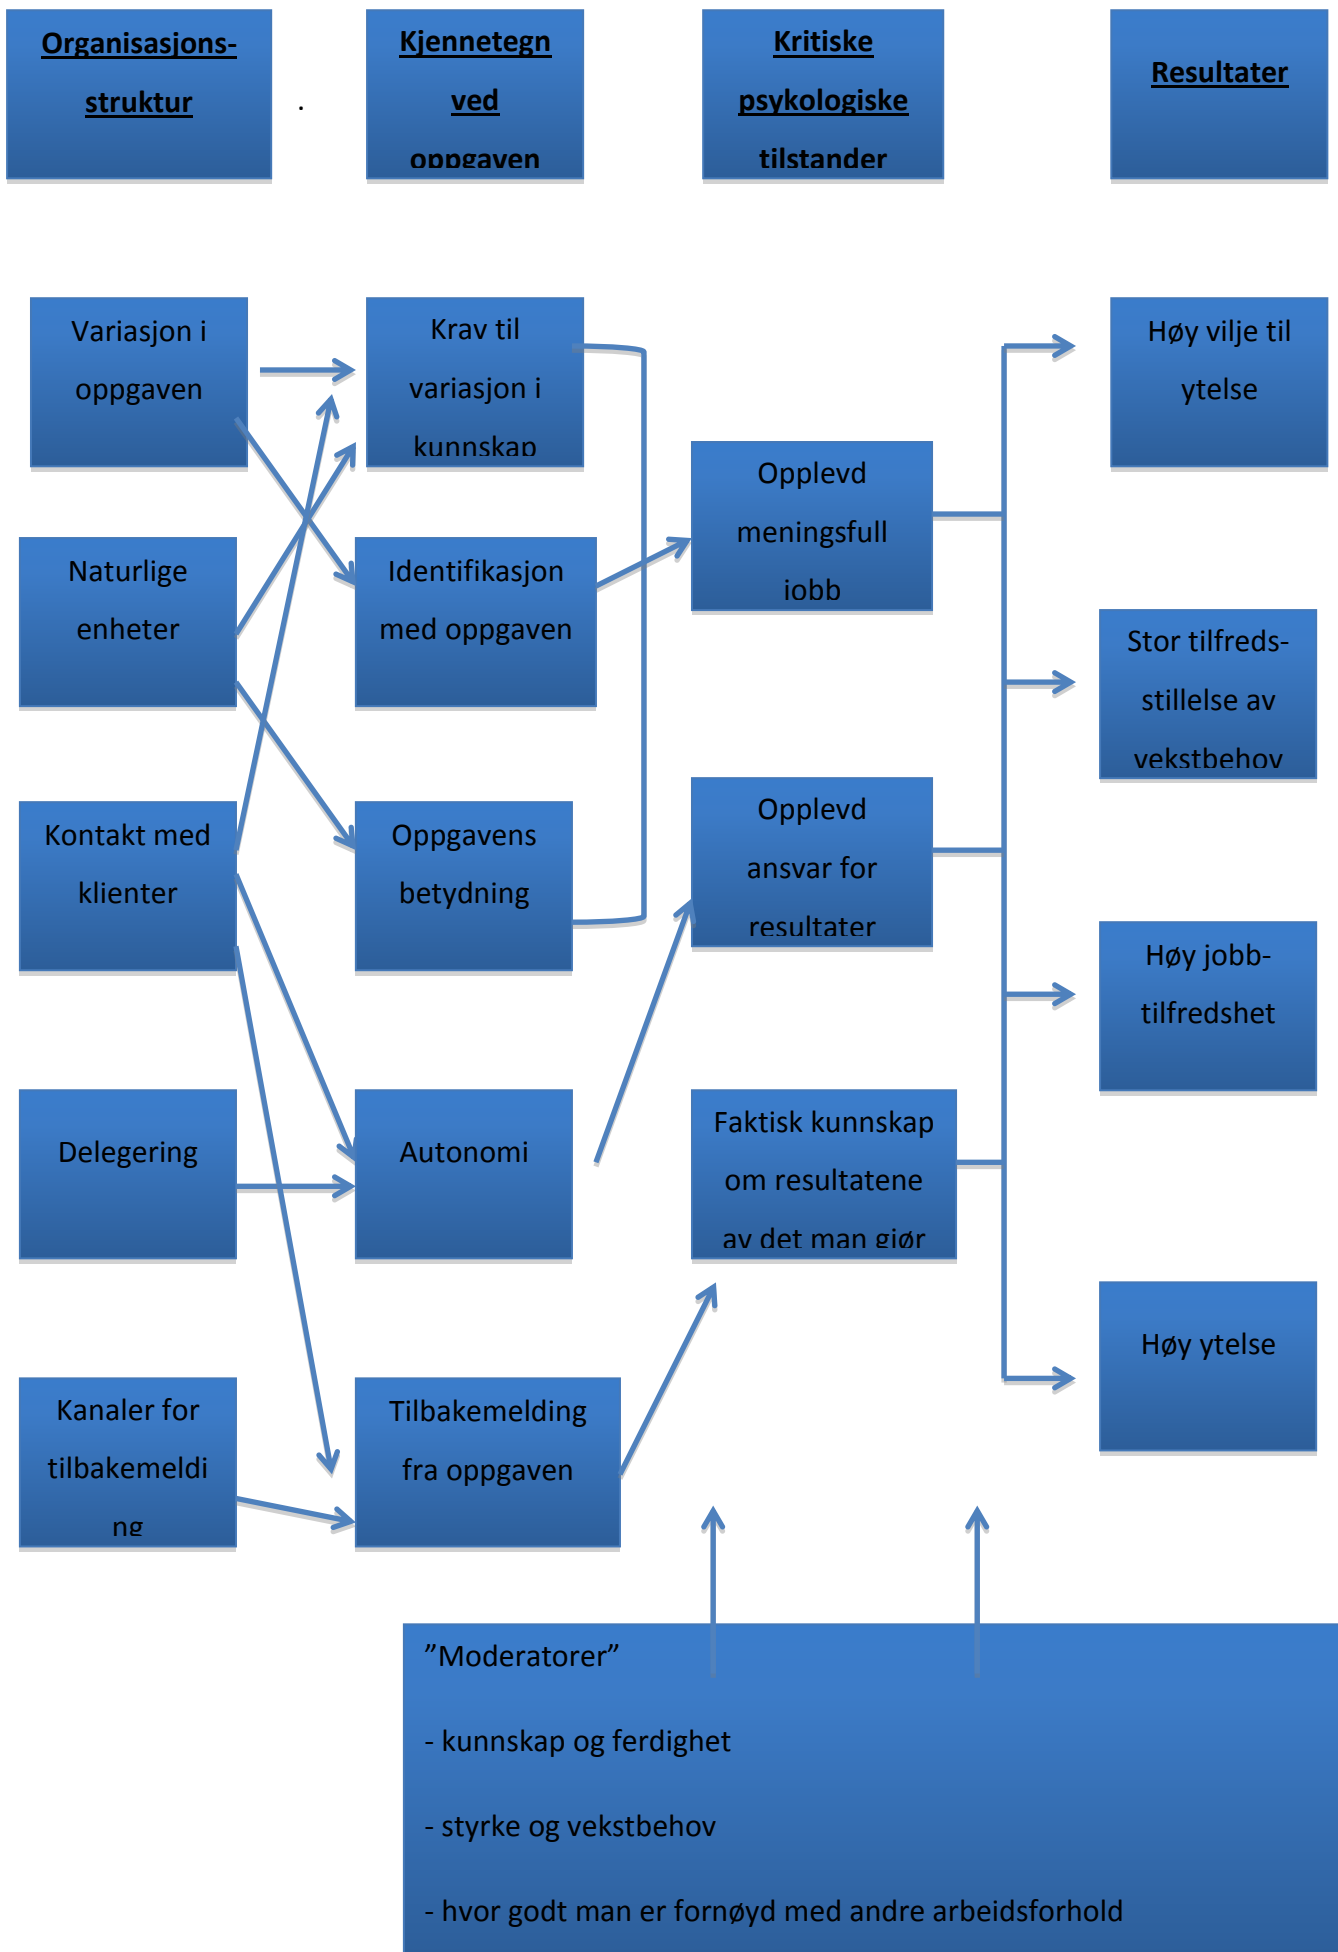 Organisasjons-
struktur
.
Kjennetegn
ved
oppgaven
Kritiske
psykologiske
tilstander
Resultater
Variasjon i
oppgaven
Krav til
variasjon i
kunnskap
Høy vilje til
ytelse
Opplevd
meningsfull
jobb
Naturlige
enheter
Identifikasjon
med oppgaven
Stor tilfreds-
stillelse av
vekstbehov
Kontakt med
klienter
Oppgavens
betydning
Opplevd
ansvar for
resultater
Høy jobb-
tilfredshet
Delegering
Autonomi
Faktisk kunnskap
om resultatene
av det man gjør
Høy ytelse
Kanaler for
tilbakemeldi
ng
Tilbakemelding
fra oppgaven
”Moderatorer”
- kunnskap og ferdighet
- styrke og vekstbehov
- hvor godt man er fornøyd med andre arbeidsforhold